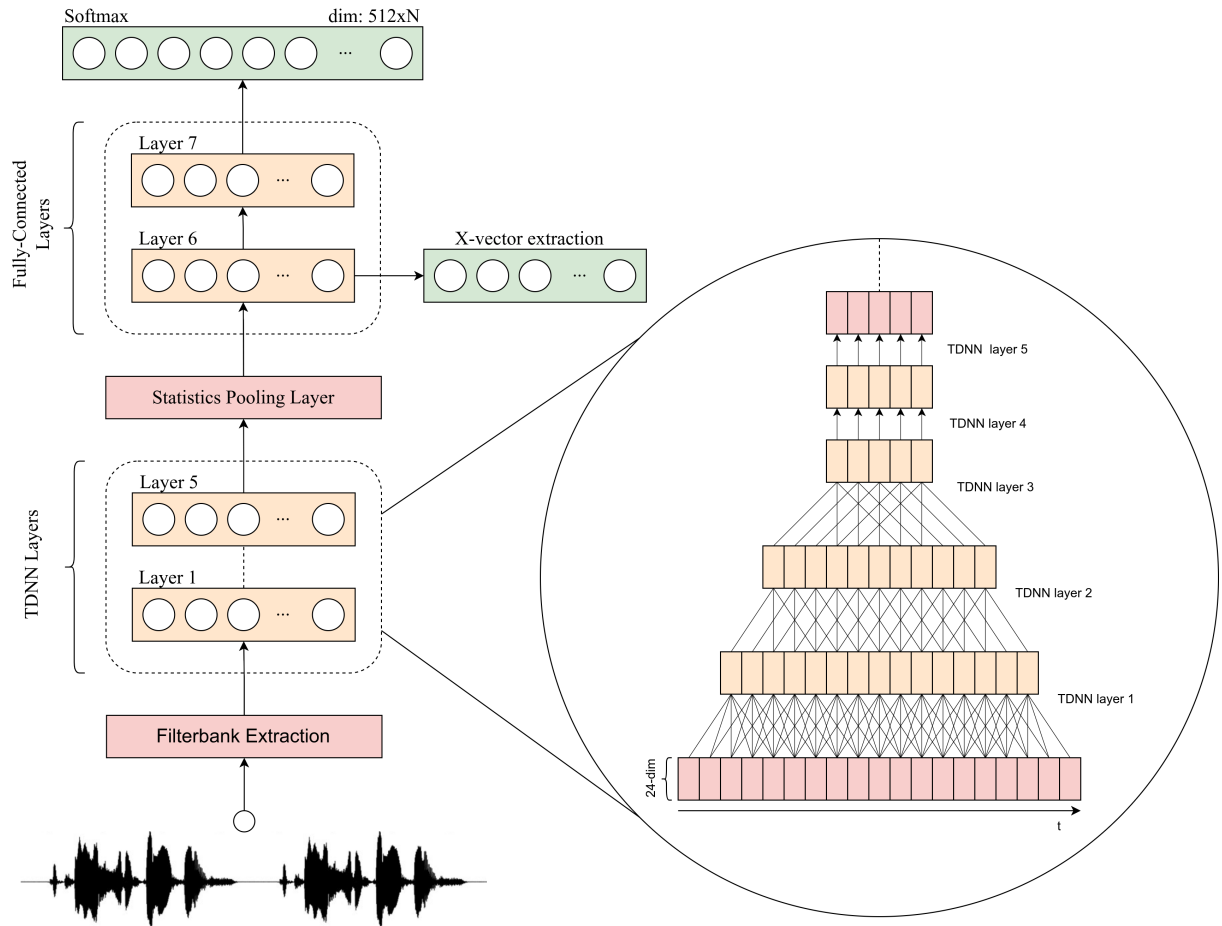 Softmax dim: 512xN
...
Fully-Connected
Layers
Layer 7
...
Layer 6
...
X-vector extraction
...
Statistics Pooling Layer
TDNN Layers
Layer 5
...
Layer 1
...
Filterbank Extraction
TDNN layer 5
TDNN layer 4
TDNN layer 3
TDNN layer 2
TDNN layer 1
24-dim
t